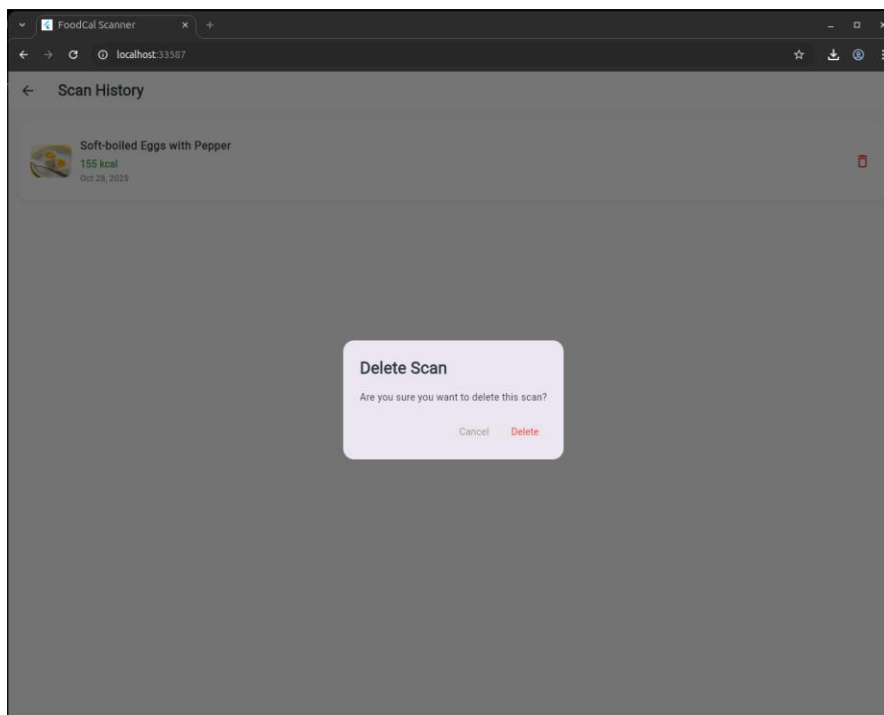 FoodCal Scanner
localhost:33587
Scan History
Soft-boiled Eggs with Pepper
155 kcal
Oct 28, 2025
Delete Scan
Are you sure you want to delete this scan?
Cancel Delete